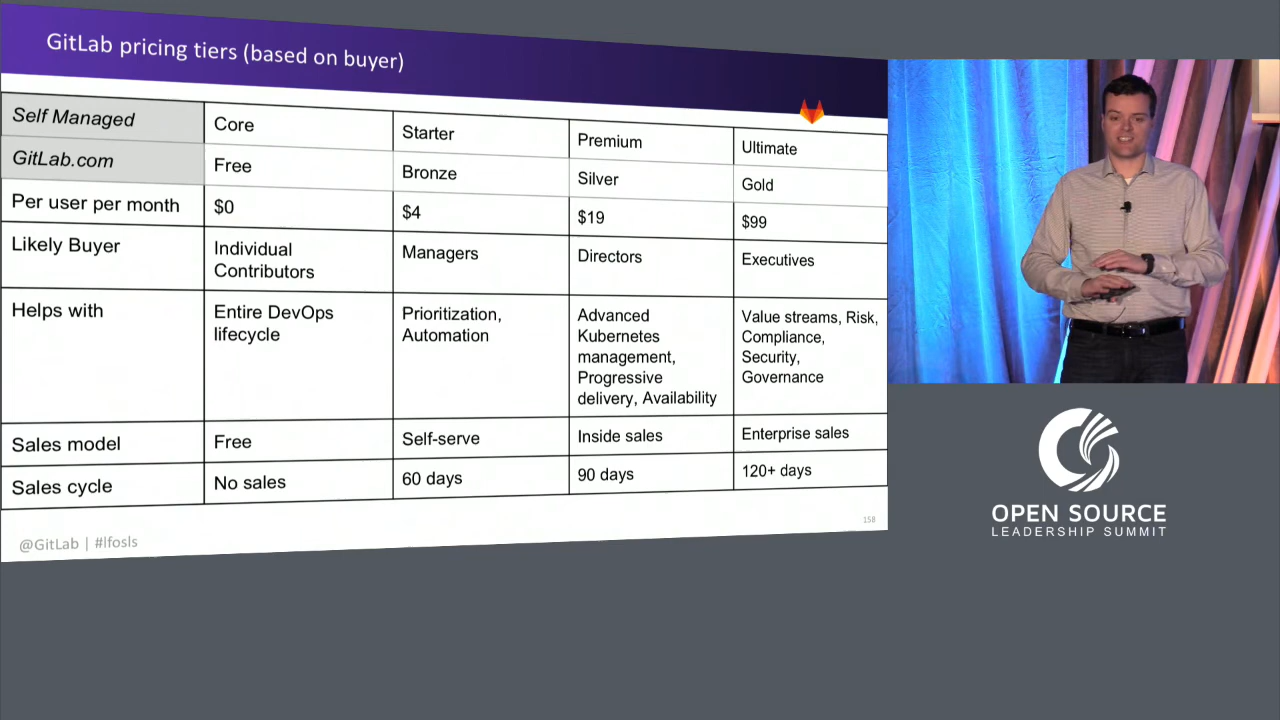 GitLab pricing tiers (based on buyer)
Self Managed Core Starter Premium Ultimate
GitLab.com Free Bronze Silver Gold
Per user per month $0 $4 $19 $99
Likely Buyer Individual Contributors Managers Directors Executives
Helps with Entire DevOps lifecycle Prioritization, Automation Advanced Kubernetes management, Progressive delivery, Availability Value streams, Risk, Compliance, Security, Governance
Sales model Free Self-serve Inside sales Enterprise sales
Sales cycle No sales 60 days 90 days 120+ days
158
@GitLab | #lfosls
OPEN SOURCE
LEADERSHIP SUMMIT